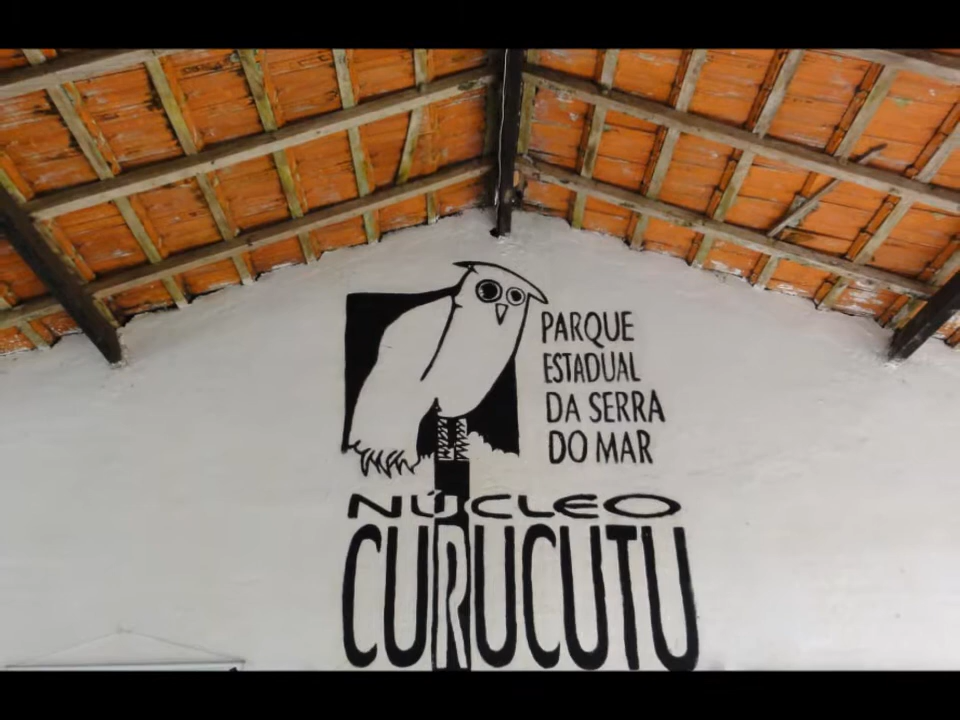 PARQUE
ESTADUAL
DA SERRA
DO MAR
NÚCLEO
CURUCUTU